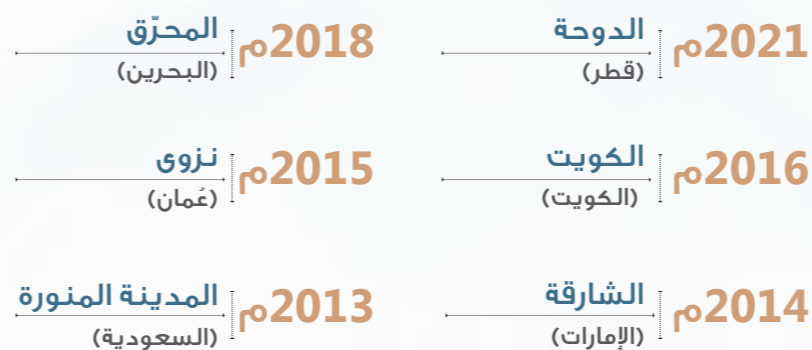 2021م
الدوحة
(قطر)
2018م
المحرّق
(البحرين)
2016م
الكويت
(الكويت)
2015م
نزوى
(عُمان)
2014م
الشارقة
(الإمارات)
2013م
المدينة المنورة
(السعودية)